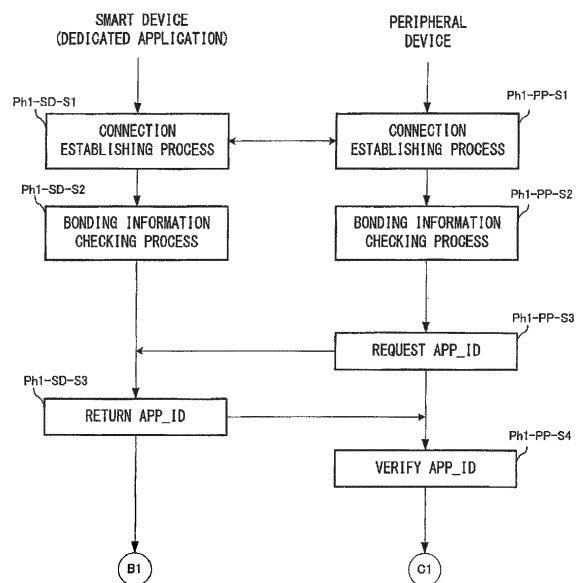 SMART DEVICE
(DEDICATED APPLICATION)
PERIPHERAL
DEVICE
Ph1-SD-S1
CONNECTION
ESTABLISHING PROCESS
Ph1-PP-S1
CONNECTION
ESTABLISHING PROCESS
Ph1-SD-S2
BONDING INFORMATION
CHECKING PROCESS
Ph1-PP-S2
BONDING INFORMATION
CHECKING PROCESS
Ph1-PP-S3
REQUEST APP_ID
Ph1-SD-S3
RETURN APP_ID
Ph1-PP-S4
VERIFY APP_ID
B1
C1